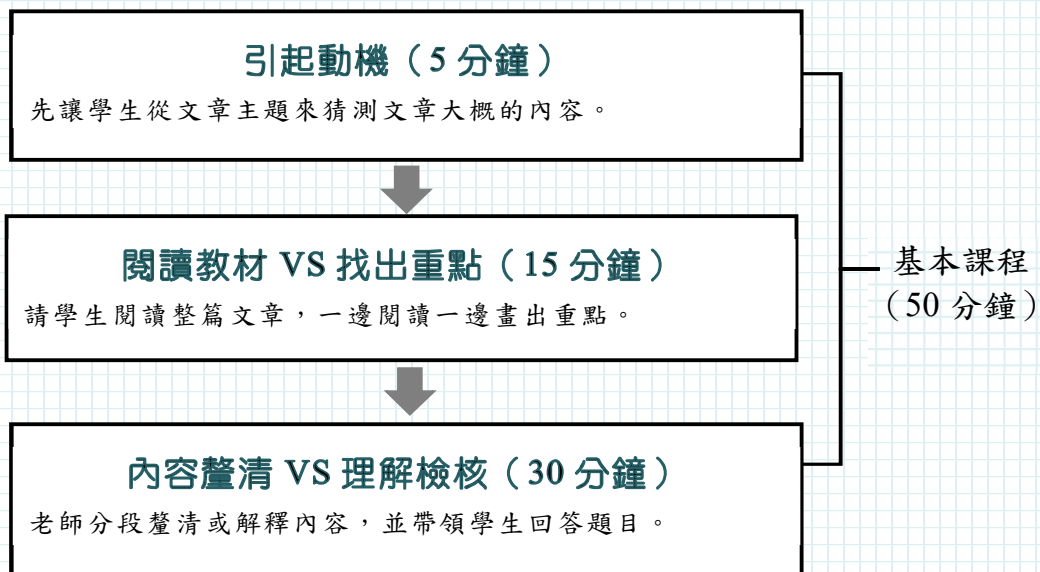 引起動機（5 分鐘）
先讓學生從文章主題來猜測文章大概的內容。
閱讀教材 VS 找出重點（15 分鐘）
請學生閱讀整篇文章，一邊閱讀一邊畫出重點。
基本課程
（50 分鐘）
內容釐清 VS 理解檢核（30 分鐘）
老師分段釐清或解釋內容，並帶領學生回答題目。